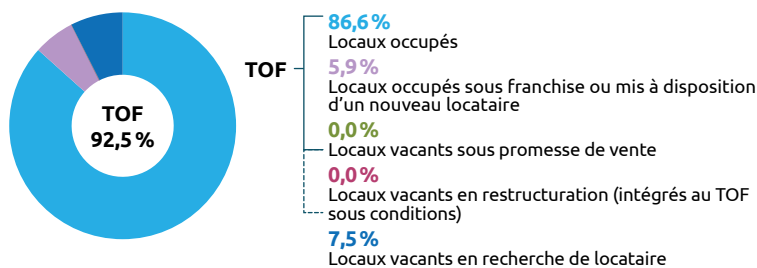 TOF
92,5 %
TOF
86,6 %
Locaux occupés
5,9 %
Locaux occupés sous franchise ou mis à disposition
d’un nouveau locataire
0,0 %
Locaux vacants sous promesse de vente
0,0 %
Locaux vacants en restructuration (intégrés au TOF
sous conditions)
7,5 %
Locaux vacants en recherche de locataire